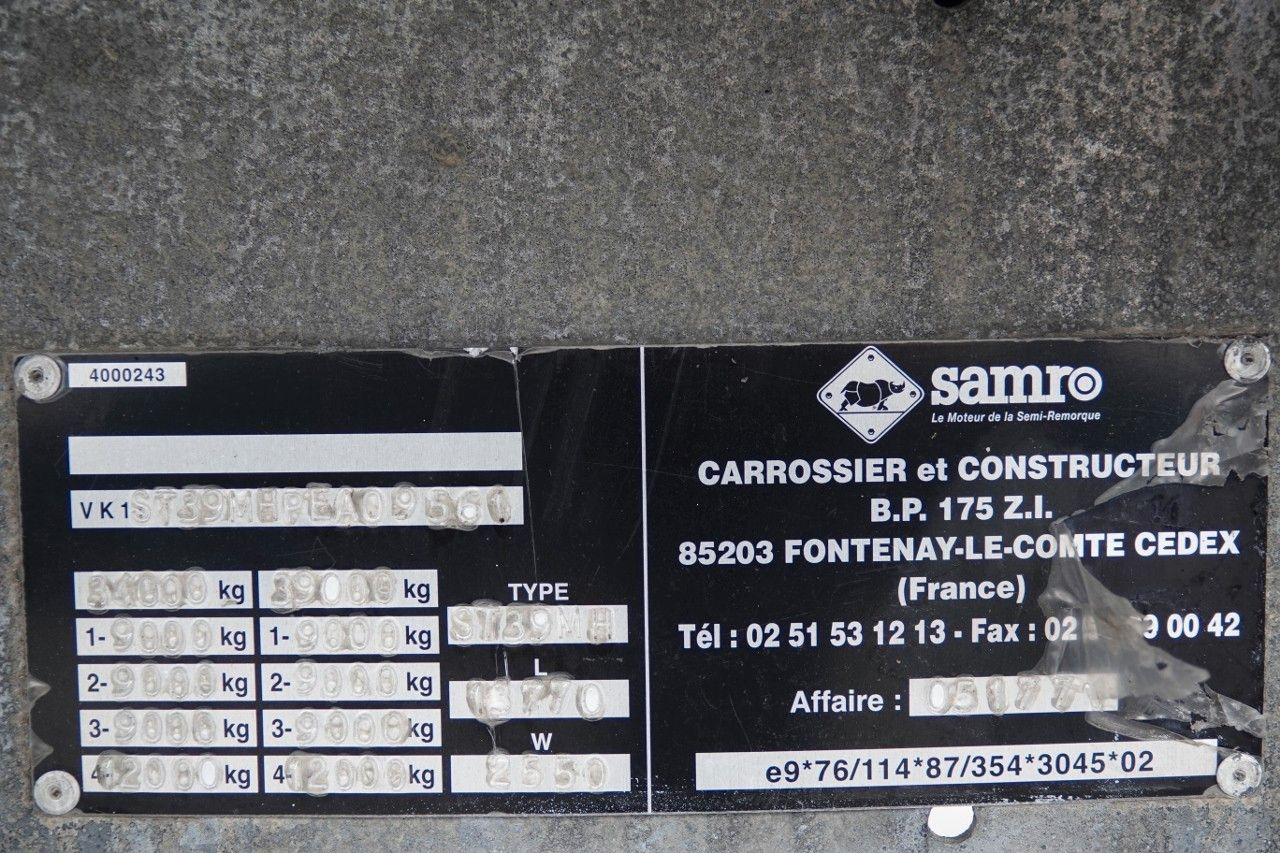 4000243
samro
Le Moteur de la Semi-Remorque
CARROSSIER et CONSTRUCTEUR
B.P. 175 Z.I.
85203 FONTENAY-LE-COMTE CEDEX
(France)
Tél : 02 51 53 12 13 - Fax : 02 9 00 42
Affaire :
e9*76/114*87/354*3045*02
VK1
kg 39000 kg
1- 9000 kg 1- 9000 kg
2- 9000 kg 2- 9000 kg
3- 9000 kg 3- 9000 kg
4- 12000 kg 4- 12000 kg
TYPE
ST39MH
L
W
2550